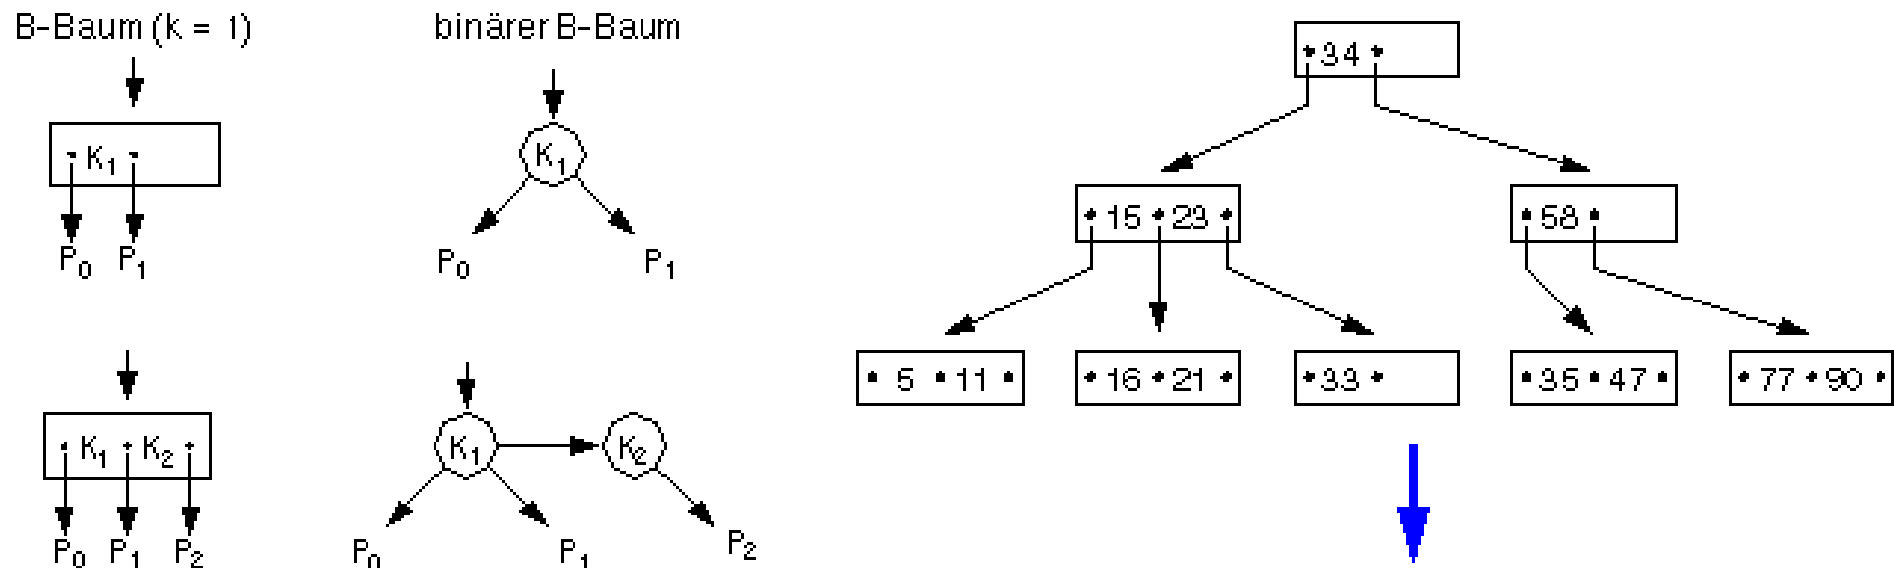 B-Baum (k = 1)
binärer B-Baum
K1
P0 P1
K1
P0 P1
K1 K2
P0 P1 P2
K1 K2
P0 P1 P2
34
15 23
58
5 11
16 21
33
35 47
77 90